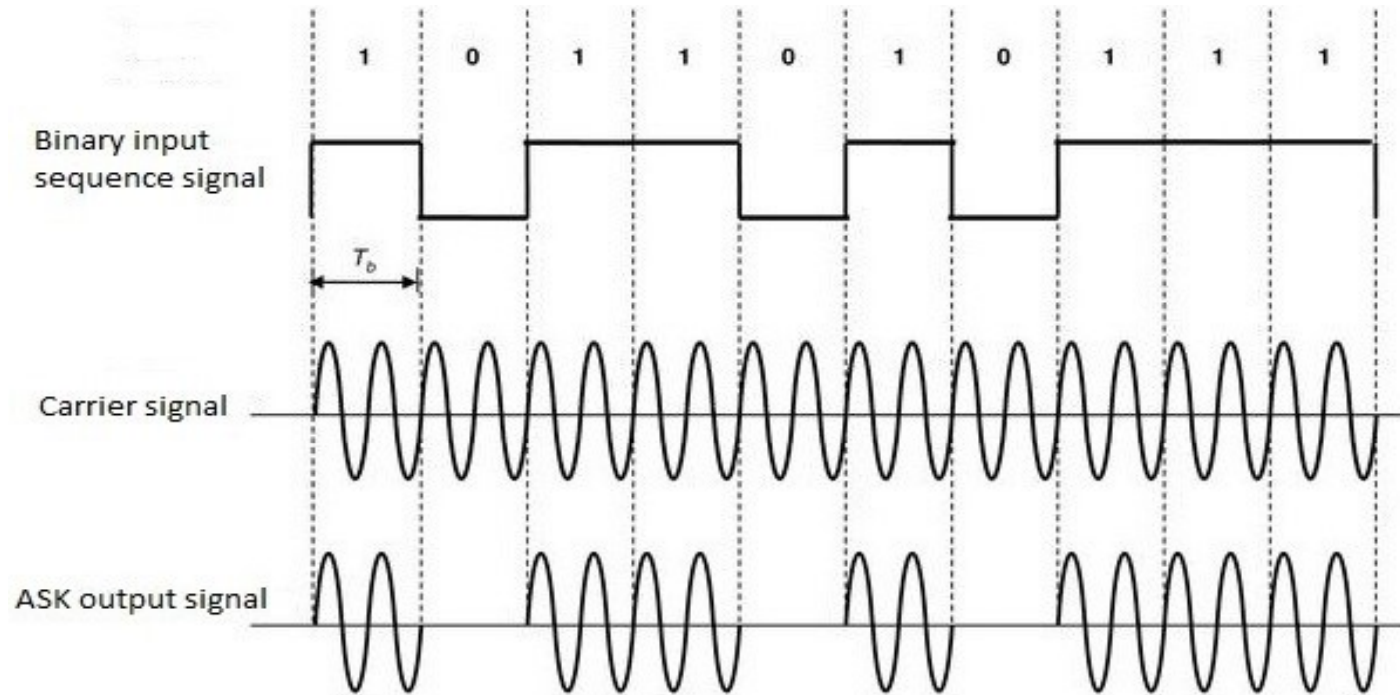 1 0 1 1 0 1 0 1 1 1
Binary input
sequence signal
T_b
Carrier signal
ASK output signal